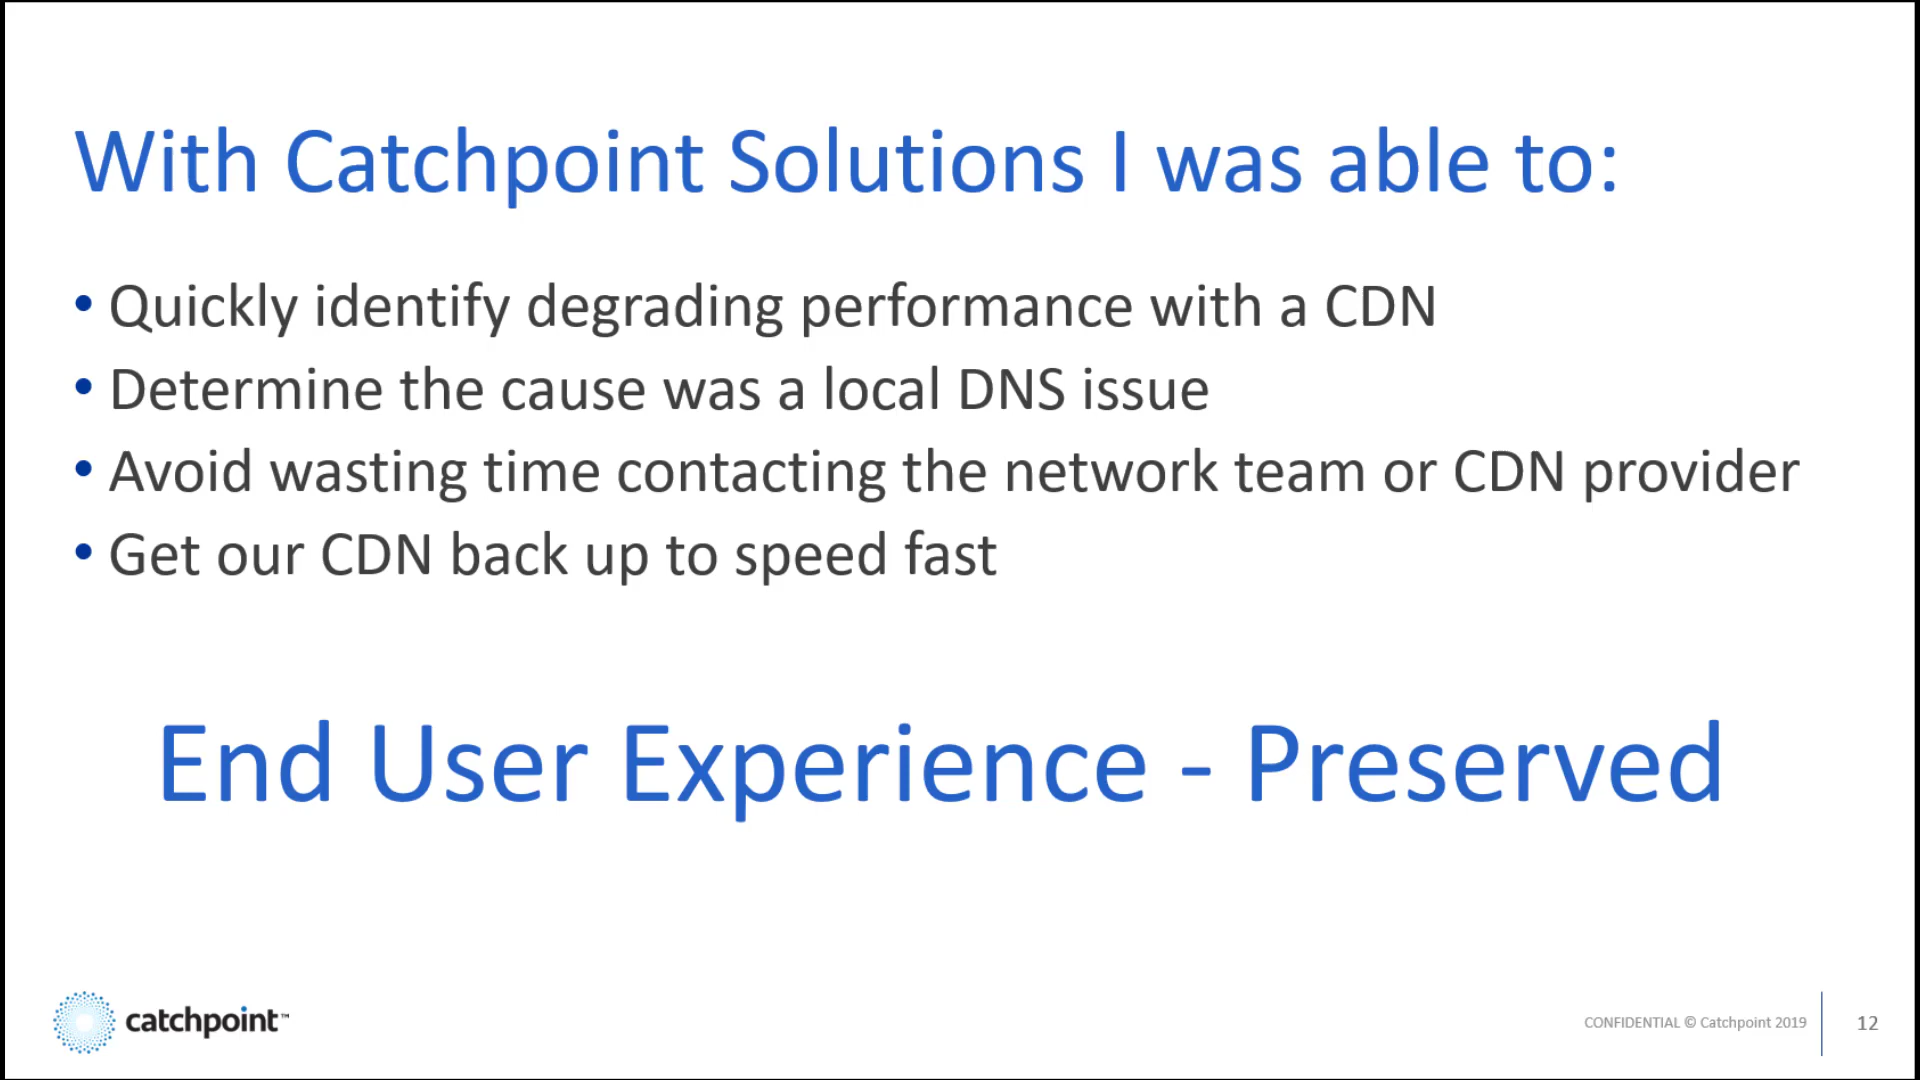 With Catchpoint Solutions I was able to:
• Quickly identify degrading performance with a CDN
• Determine the cause was a local DNS issue
• Avoid wasting time contacting the network team or CDN provider
• Get our CDN back up to speed fast
End User Experience - Preserved
catchpoint™
CONFIDENTIAL © Catchpoint 2019
12